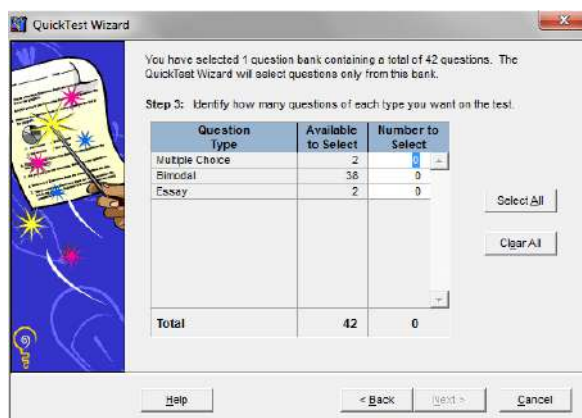 QuickTest Wizard
You have selected 1 question bank containing a total of 42 questions. The
QuickTest Wizard will select questions only from this bank.
Step 3: Identify how many questions of each type you want on the test.
Question Type Available to Select Number to Select
Multiple Choice 2 0
Bimodal 38 0
Essay 2 0
Select All
Clear All
Total 42 0
Help < Back Next > Cancel